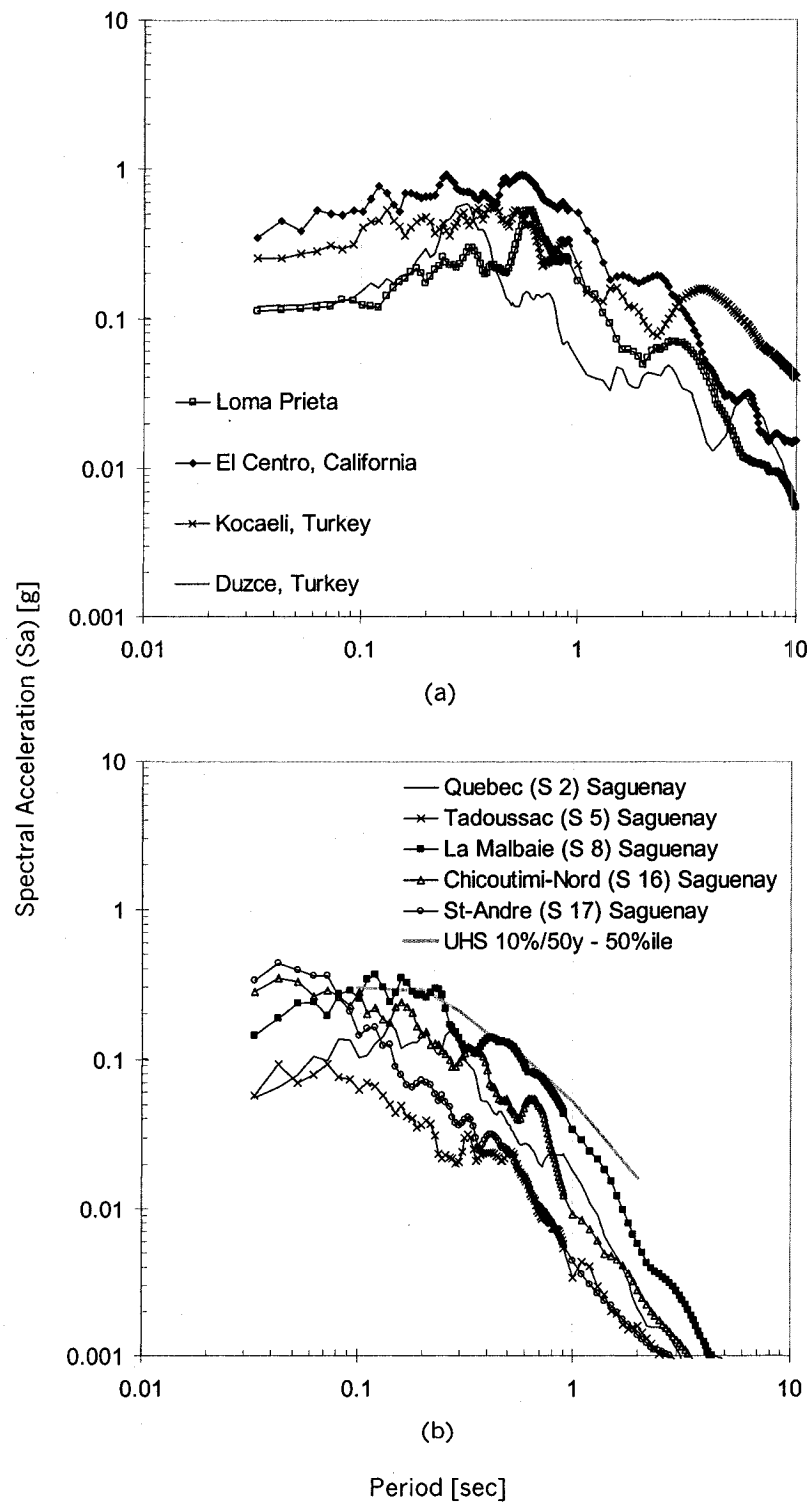 10
1
0.1
0.01
0.001
Loma Prieta
El Centro, California
Kocaeli, Turkey
Duzce, Turkey
0.01 0.1 1 10
(a)
Spectral Acceleration (Sa) [g]
10
1
0.1
0.01
0.001
Quebec (S 2) Saguenay
Tadoussac (S 5) Saguenay
La Malbaie (S 8) Saguenay
Chicoutimi-Nord (S 16) Saguenay
St-Andre (S 17) Saguenay
UHS 10%/50y - 50%ile
0.01 0.1 1 10
(b)
Period [sec]